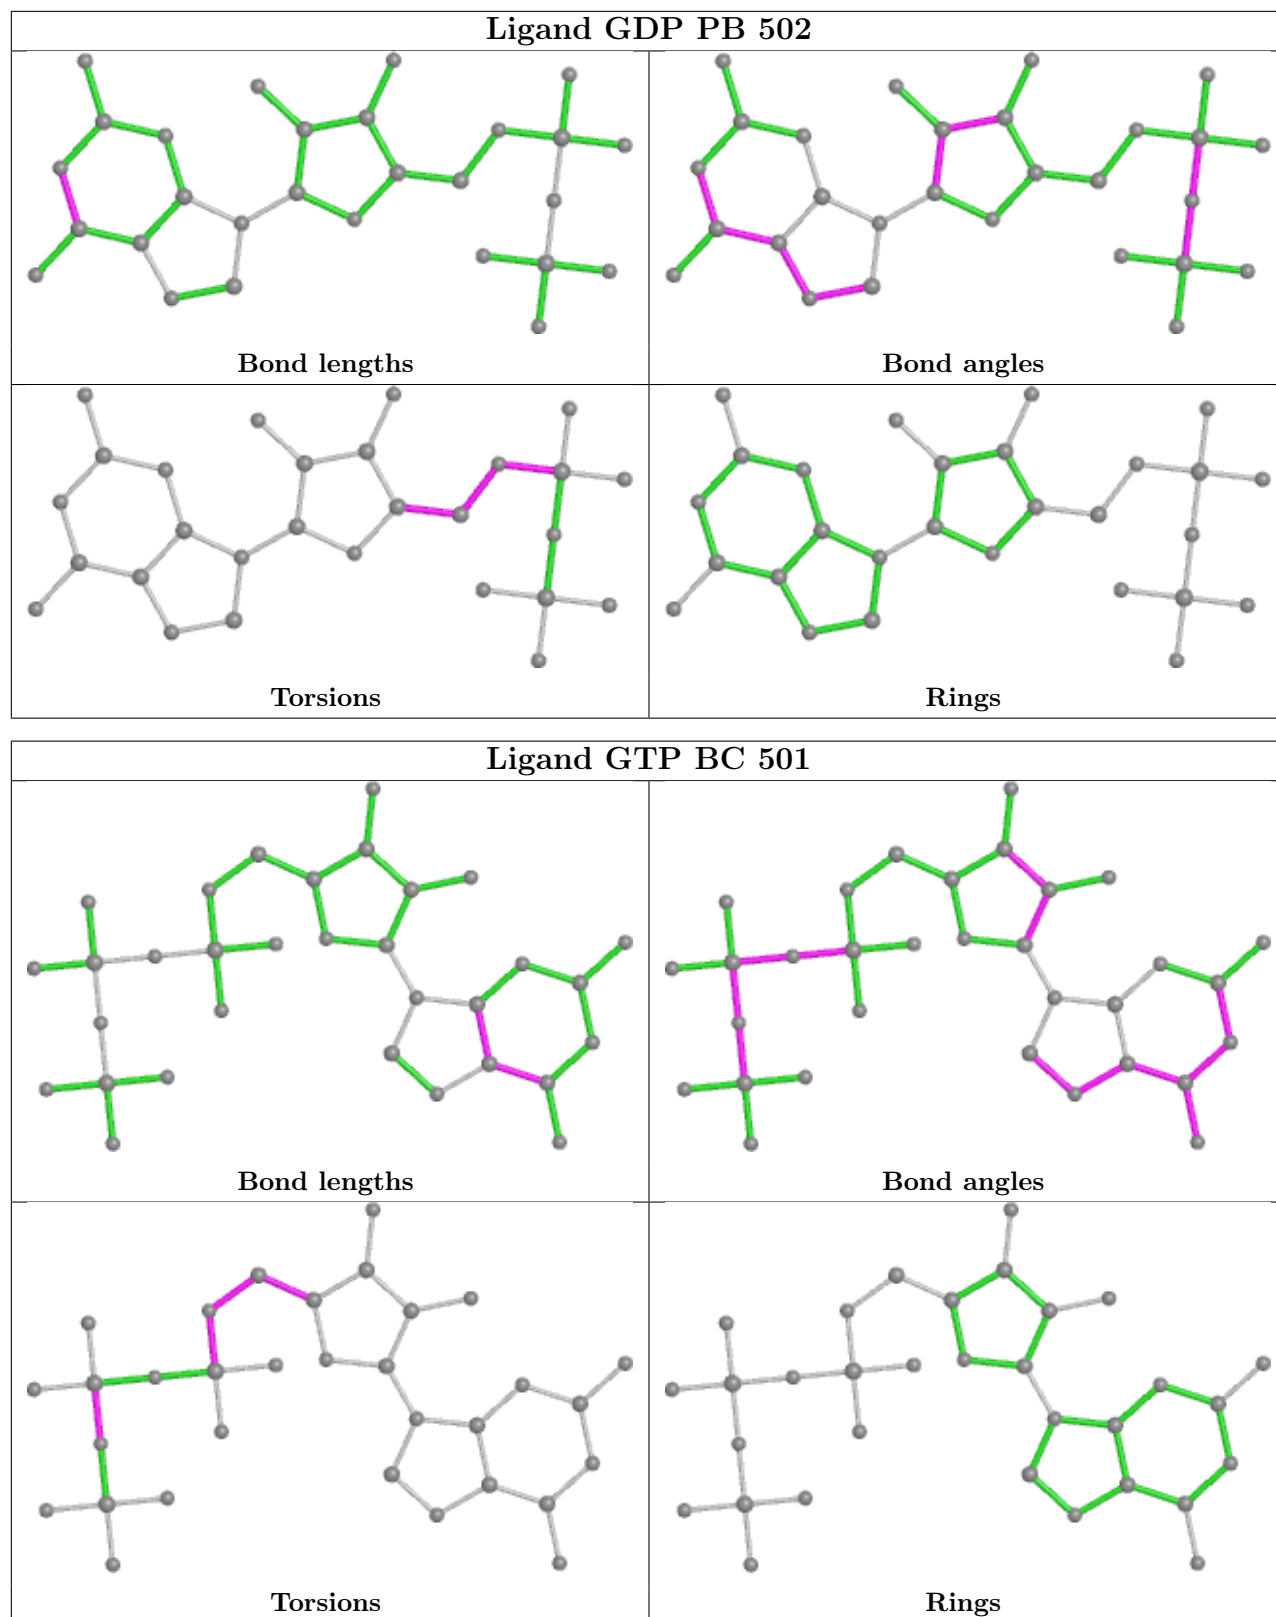 Ligand GDP PB 502
Bond lengths
Bond angles
Torsions
Rings
Ligand GTP BC 501
Bond lengths
Bond angles
Torsions
Rings